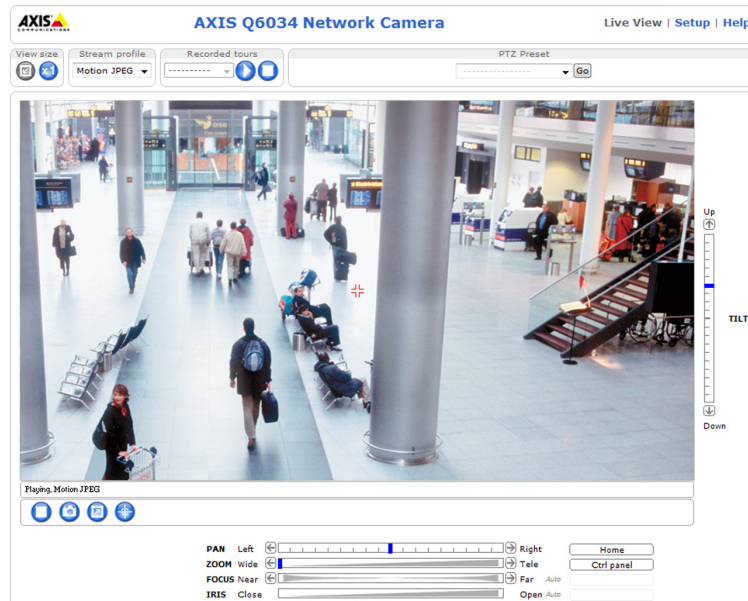 AXIS
COMMUNICATIONS
AXIS Q6034 Network Camera
Live View | Setup | Help
View size
Stream profile
Recorded tours
PTZ Preset
x1
Motion JPEG
----------
----------------
Go
DSB
Up
TILT
Down
Playing, Motion JPEG
PAN Left Right Home
ZOOM Wide Tele Ctrl panel
FOCUS Near Far Auto
IRIS Close Open Auto